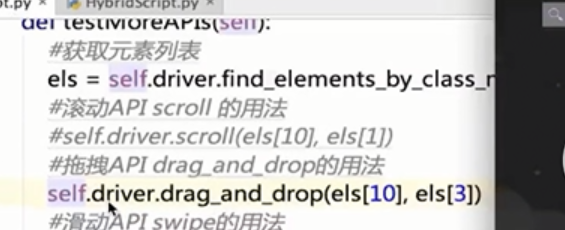 t.py ×
HybridScript.py ×
def testMoreAPIs(self):
#获取元素列表
els = self.driver.find_elements_by_class_n
#滚动API scroll 的用法
#self.driver.scroll(els[10], els[1])
#拖拽API drag_and_drop的用法
self.driver.drag_and_drop(els[10], els[3])
#滑动API swipe的用法